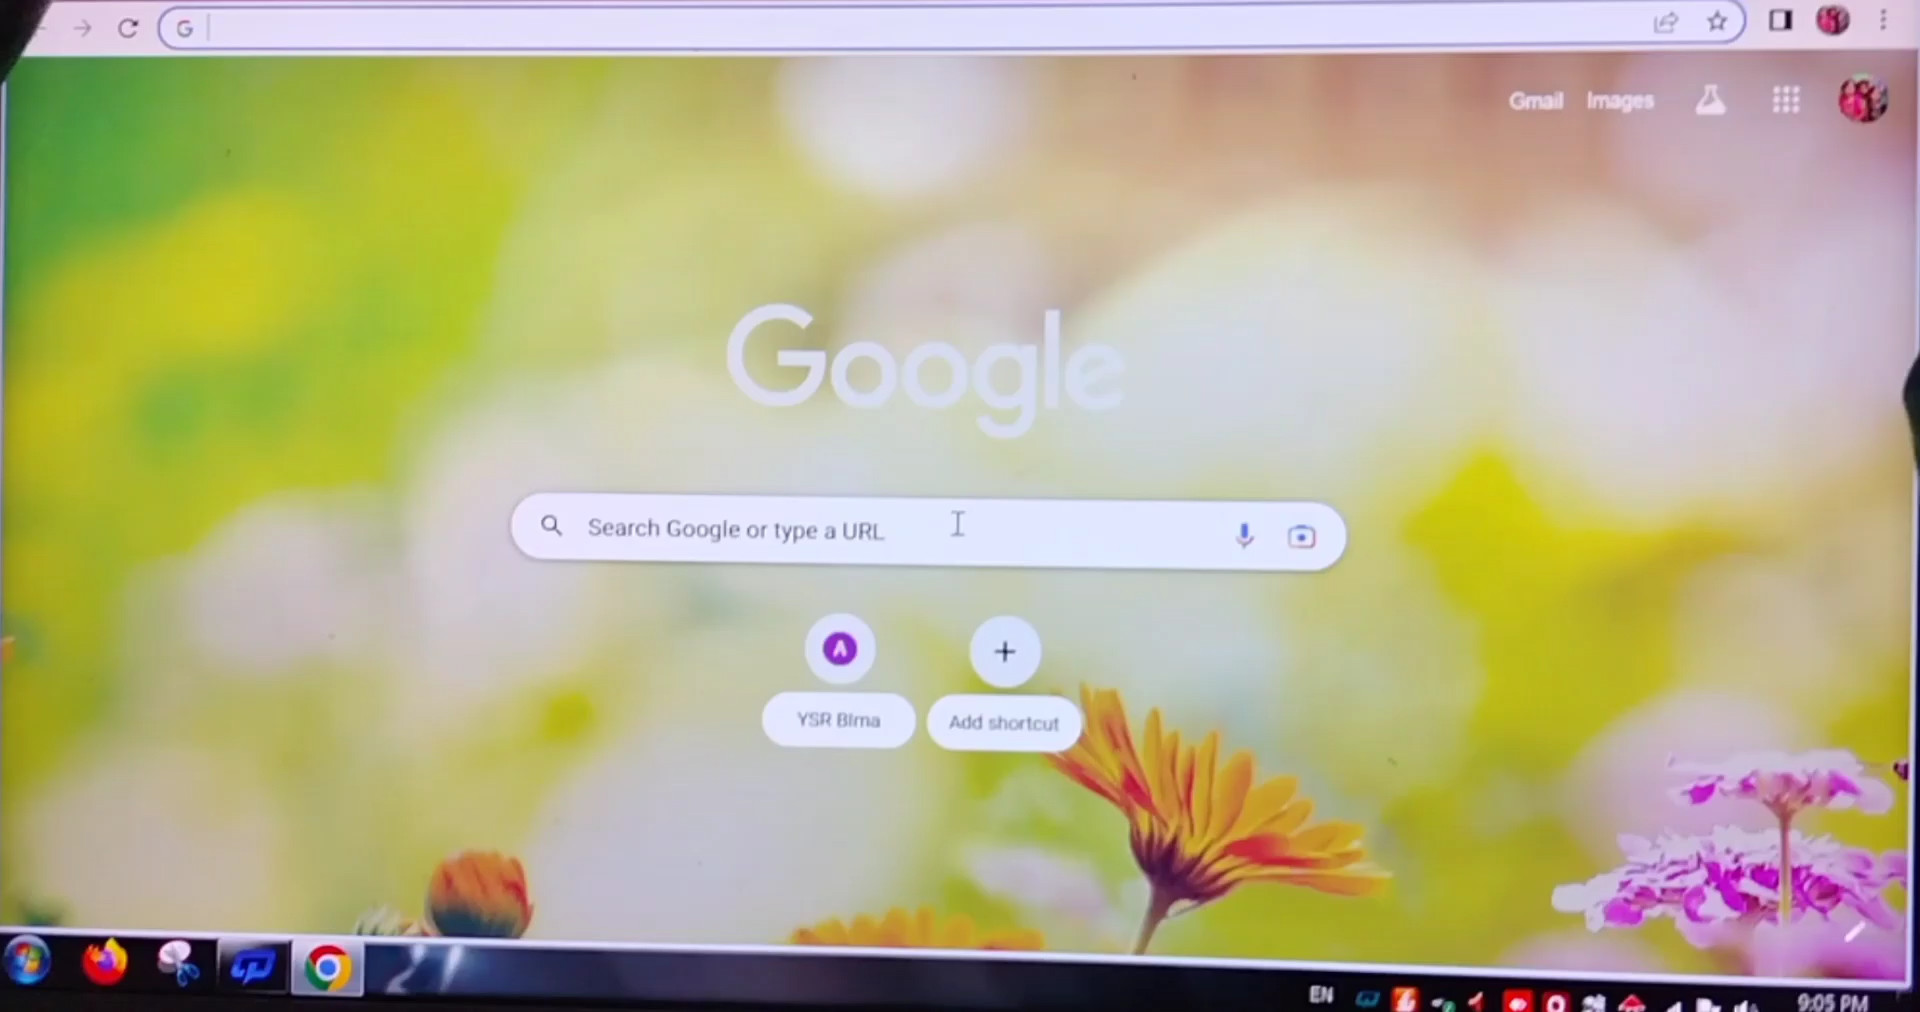 Gmail Images
Google
Search Google or type a URL
YSR BIma
Add shortcut
EN
9:05 PM